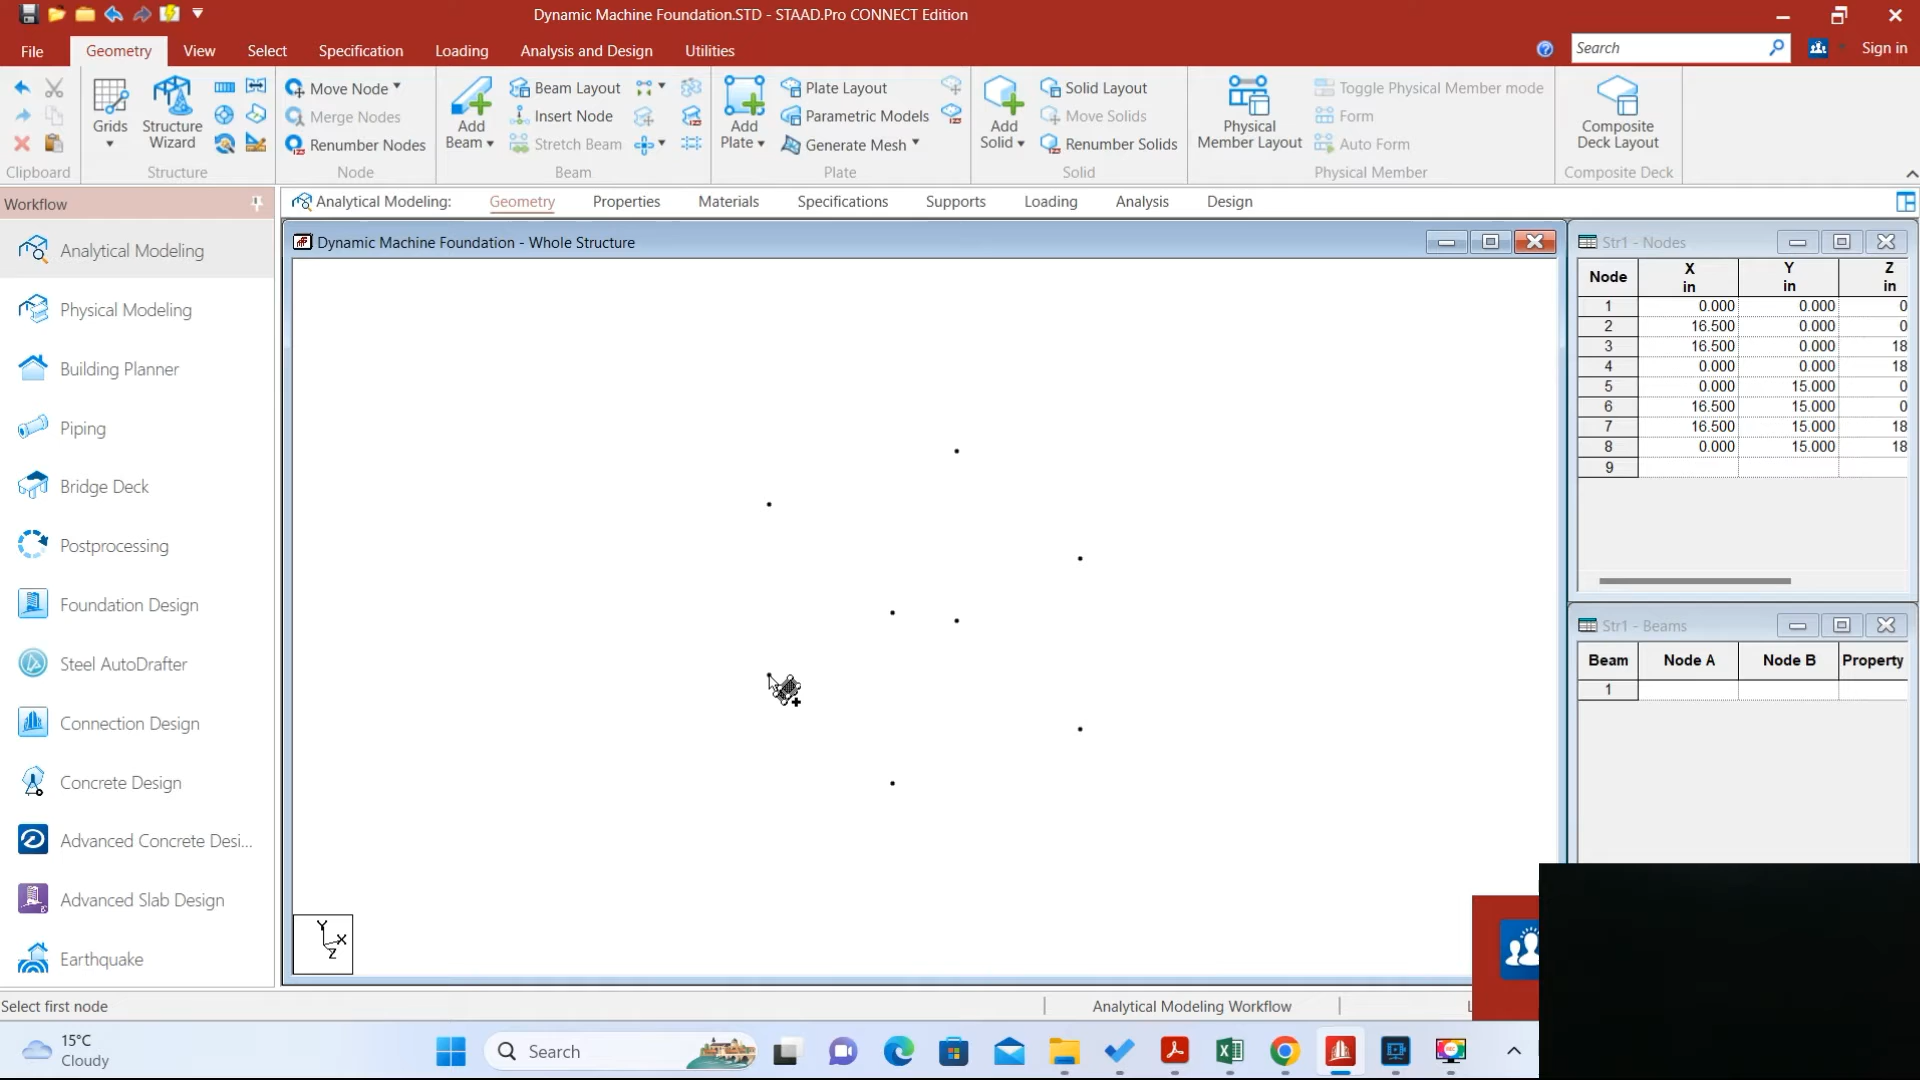 Dynamic Machine Foundation.STD - STAAD.Pro CONNECT Edition
File Geometry View Select Specification Loading Analysis and Design Utilities Search Sign in
Move Node Beam Layout Plate Layout Solid Layout Toggle Physical Member mode
Grids Structure Wizard Merge Nodes Add Beam Insert Node Add Plate Parametric Models Add Solid Move Solids Physical Member Layout Form Composite Deck Layout
Renumber Nodes Stretch Beam Generate Mesh Renumber Solids Auto Form
Clipboard Structure Node Beam Plate Solid Physical Member Composite Deck
Workflow
Analytical Modeling: Geometry Properties Materials Specifications Supports Loading Analysis Design
Analytical Modeling
Physical Modeling
Building Planner
Piping
Bridge Deck
Postprocessing
Foundation Design
Steel AutoDrafter
Connection Design
Concrete Design
Advanced Concrete Desi...
Advanced Slab Design
Earthquake
Dynamic Machine Foundation - Whole Structure
Y
X
Z
Str1 - Nodes
Node X in Y in Z in
1 0.000 0.000 0
2 16.500 0.000 0
3 16.500 0.000 18
4 0.000 0.000 18
5 0.000 15.000 0
6 16.500 15.000 0
7 16.500 15.000 18
8 0.000 15.000 18
9
Str1 - Beams
Beam Node A Node B Property
1
Select first node Analytical Modeling Workflow
15°C
Cloudy
Search